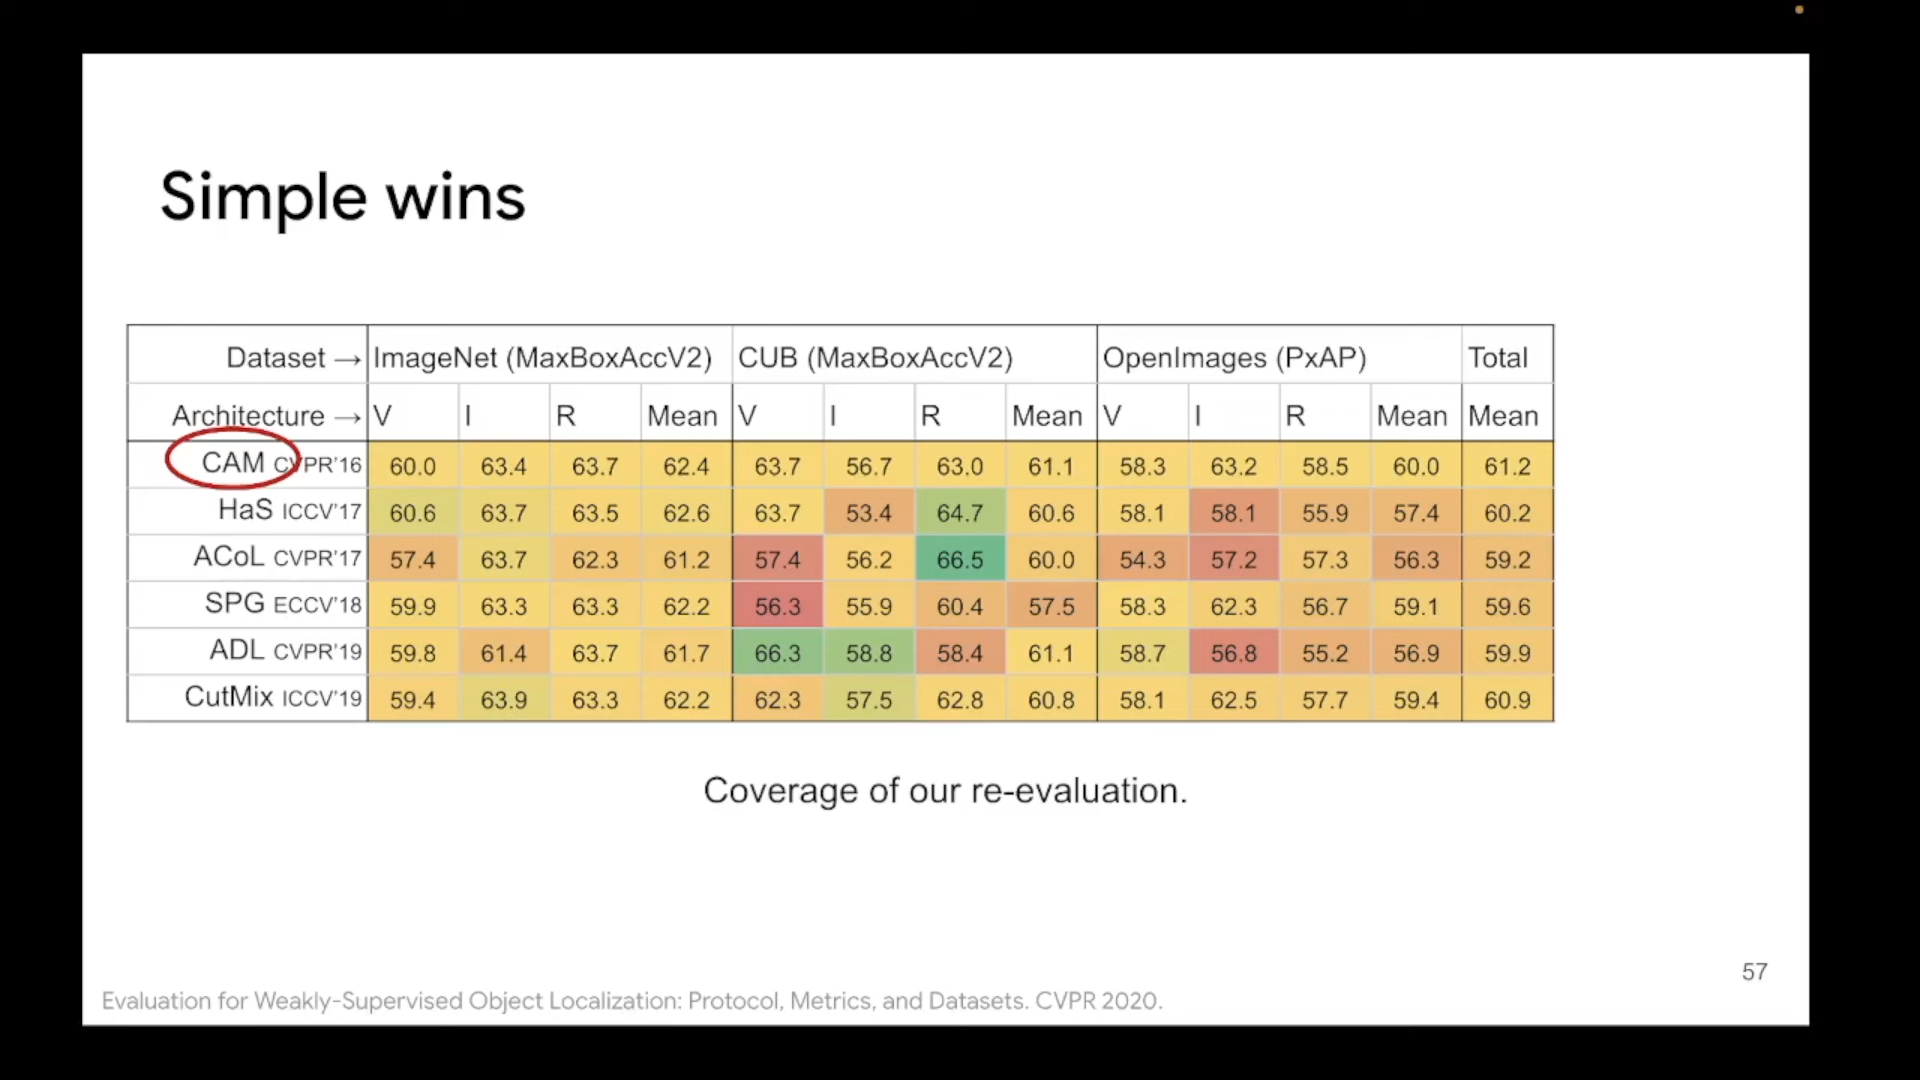 Simple wins
Dataset → ImageNet (MaxBoxAccV2) CUB (MaxBoxAccV2) OpenImages (PxAP) Total
Architecture → V I R Mean V I R Mean V I R Mean Mean
CAM CVPR'16 60.0 63.4 63.7 62.4 63.7 56.7 63.0 61.1 58.3 63.2 58.5 60.0 61.2
HaS ICCV'17 60.6 63.7 63.5 62.6 63.7 53.4 64.7 60.6 58.1 58.1 55.9 57.4 60.2
ACoL CVPR'17 57.4 63.7 62.3 61.2 57.4 56.2 66.5 60.0 54.3 57.2 57.3 56.3 59.2
SPG ECCV'18 59.9 63.3 63.3 62.2 56.3 55.9 60.4 57.5 58.3 62.3 56.7 59.1 59.6
ADL CVPR'19 59.8 61.4 63.7 61.7 66.3 58.8 58.4 61.1 58.7 56.8 55.2 56.9 59.9
CutMix ICCV'19 59.4 63.9 63.3 62.2 62.3 57.5 62.8 60.8 58.1 62.5 57.7 59.4 60.9
Coverage of our re-evaluation.
57
Evaluation for Weakly-Supervised Object Localization: Protocol, Metrics, and Datasets. CVPR 2020.